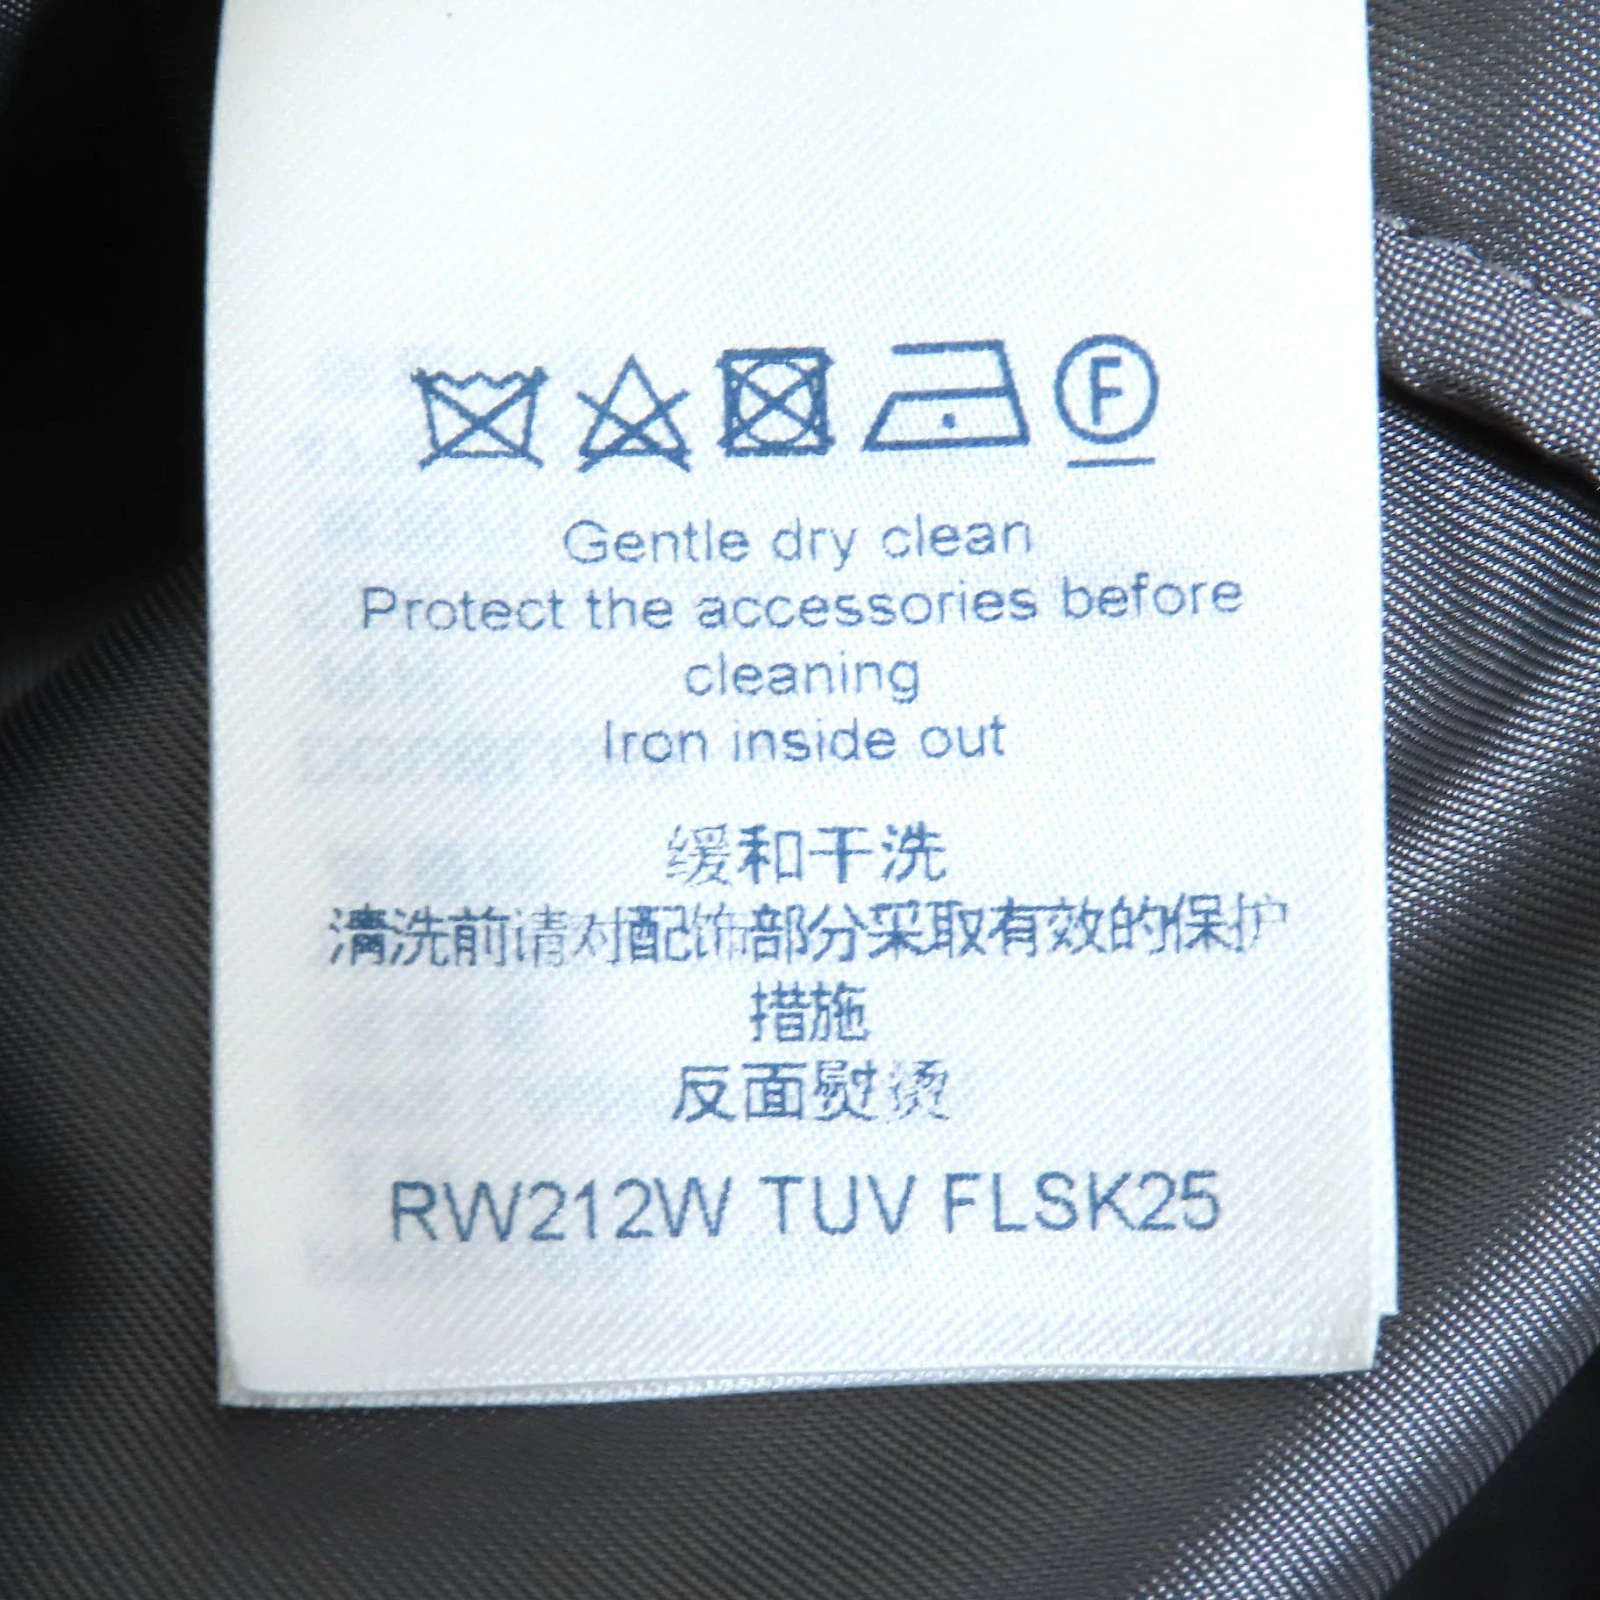 F
Gentle dry clean
Protect the accessories before
cleaning
Iron inside out
缓和干洗
清洗前请对配饰部分采取有效的保护
措施
反面熨烫
RW212W TUV FLSK25